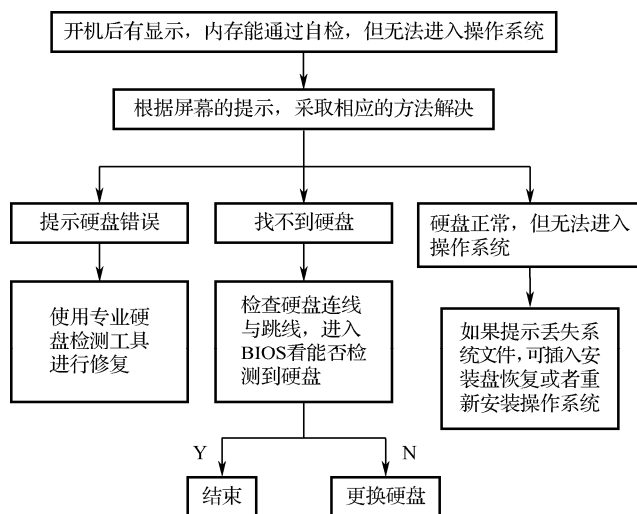 开机后有显示，内存能通过自检，但无法进入操作系统
根据屏幕的提示，采取相应的方法解决
提示硬盘错误
找不到硬盘
硬盘正常，但无法进入
操作系统
使用专业硬
盘检测工具
进行修复
检查硬盘连线
与跳线，进入
BIOS看能否检
测到硬盘
如果提示丢失系
统文件，可插入安
装盘恢复或者重
新安装操作系统
Y
N
结束
更换硬盘